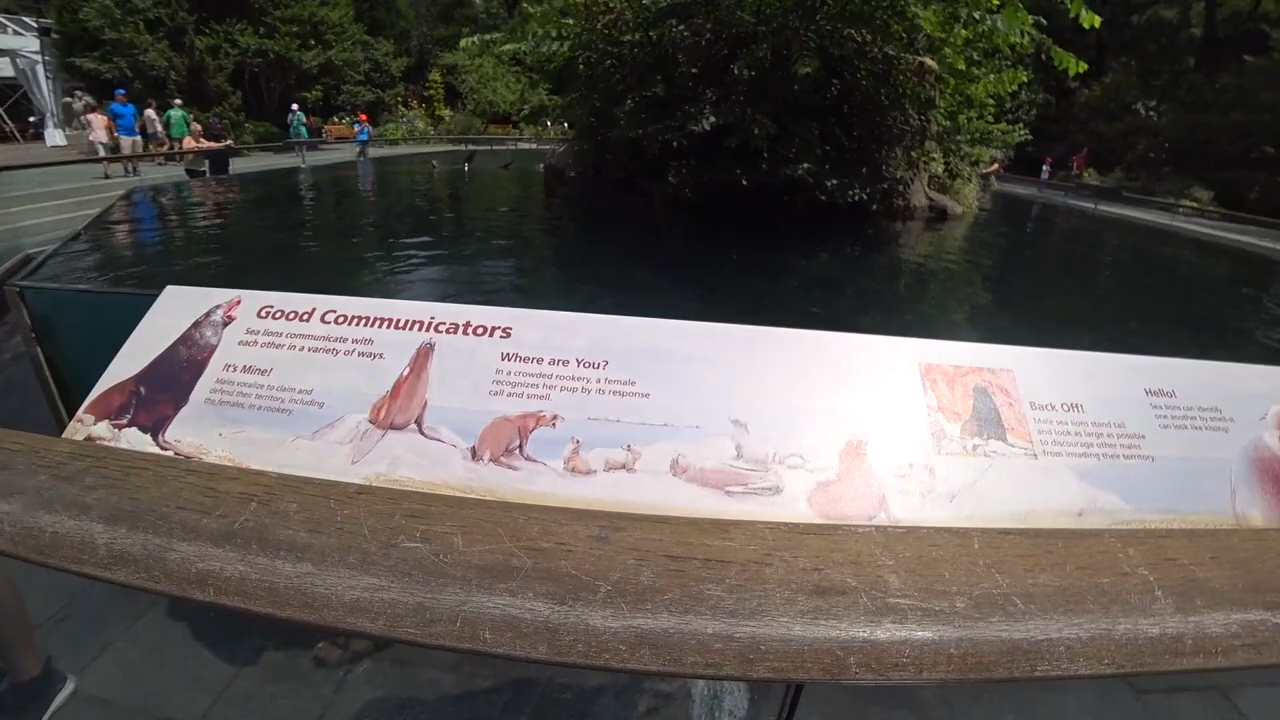 Good Communicators
Sea lions communicate with
each other in a variety of ways.
It's Mine!
Males vocalize to claim and
defend their territory, including
the females, in a rookery.
Where are You?
In a crowded rookery, a female
recognizes her pup by its response
call and smell.
Back Off!
Male sea lions stand tall
and look as large as possible
to discourage other males
from invading their territory.
Hello!
Sea lions can identify
one another by smell–it
can look like kissing!